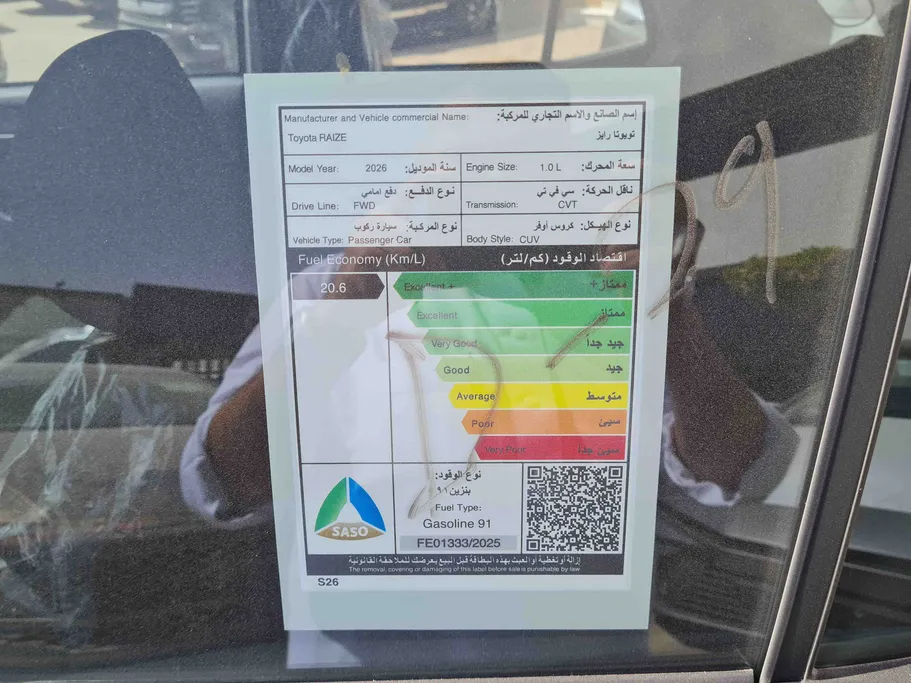 Manufacturer and Vehicle commercial Name: إسم الصانع والاسم التجاري للمركبة:
Toyota RAIZE تويوتا رايز
Model Year: 2026 سنة الموديل: Engine Size: 1.0 L سعة المحرك:
نوع الدفع: دفع امامي ناقل الحركة: سي في تي
Drive Line: FWD Transmission: CVT
نوع المركبة: سيارة ركوب نوع الهيكل: كروس أوفر
Vehicle Type: Passenger Car Body Style: CUV
Fuel Economy (Km/L) اقتصاد الوقود (كم/لتر)
20.6 Excellent + ممتاز+
Excellent ممتاز
Very Good جيد جدا
Good جيد
Average متوسط
Poor سيئ
Very Poor سيئ جدا
نوع الوقود:
بنزين ٩١
Fuel Type:
Gasoline 91
SASO
FE01333/2025
إزالة أو تغطية أو العبث بهذه البطاقة قبل البيع يعرضك للملاحقة القانونية
The removal, covering or damaging of this label before sale is punishable by law
S26